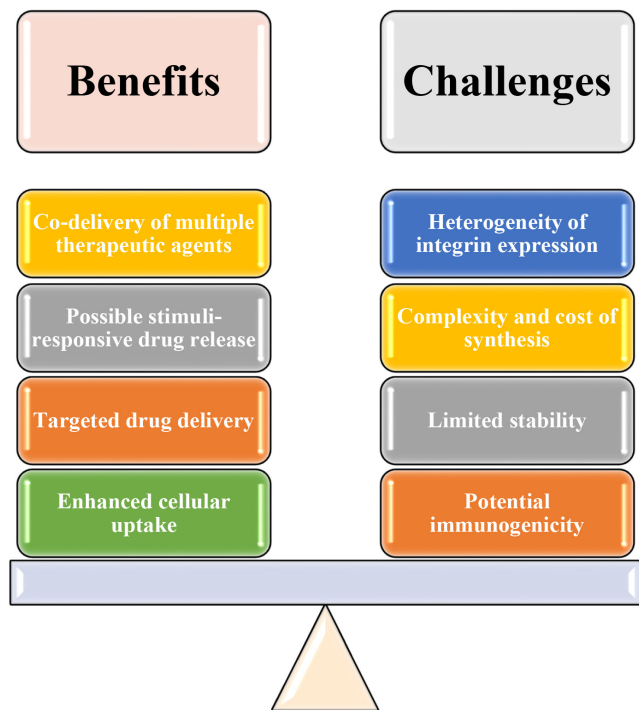 Benefits
Co-delivery of multiple
therapeutic agents
Possible stimuli-
responsive drug release
Targeted drug delivery
Enhanced cellular
uptake
Challenges
Heterogeneity of
integrin expression
Complexity and cost of
synthesis
Limited stability
Potential
immunogenicity